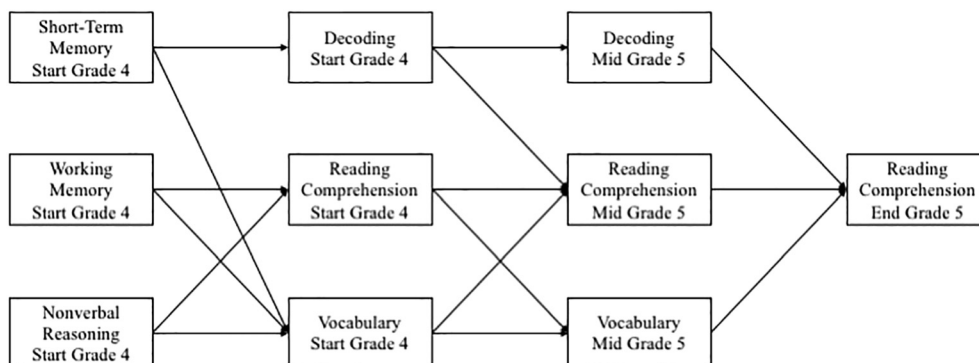 Short-Term
Memory
Start Grade 4
Decoding
Start Grade 4
Decoding
Mid Grade 5
Working
Memory
Start Grade 4
Reading
Comprehension
Start Grade 4
Reading
Comprehension
Mid Grade 5
Reading
Comprehension
End Grade 5
Nonverbal
Reasoning
Start Grade 4
Vocabulary
Start Grade 4
Vocabulary
Mid Grade 5